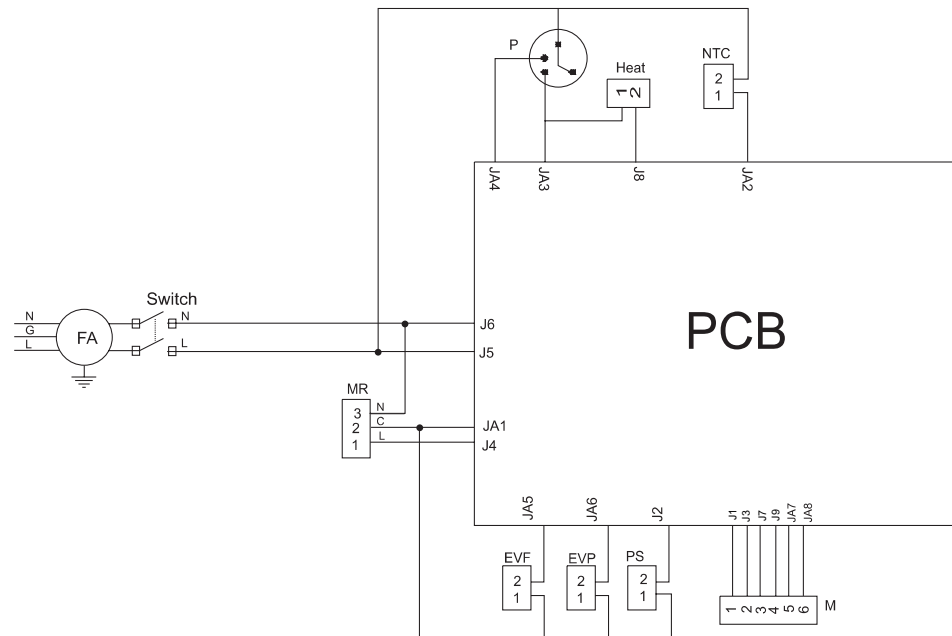 P
Heat
NTC
1 2
2
1
JA4 JA3 J8 JA2
Switch
N
G
L
FA
N
L
J6
J5
PCB
MR
3
2
1
N
C
L
JA1
J4
JA5 JA6 J2 J1 J3 J7 J9 JA7 JA8
EVF
2
1
EVP
2
1
PS
2
1
1 2 3 4 5 6 M